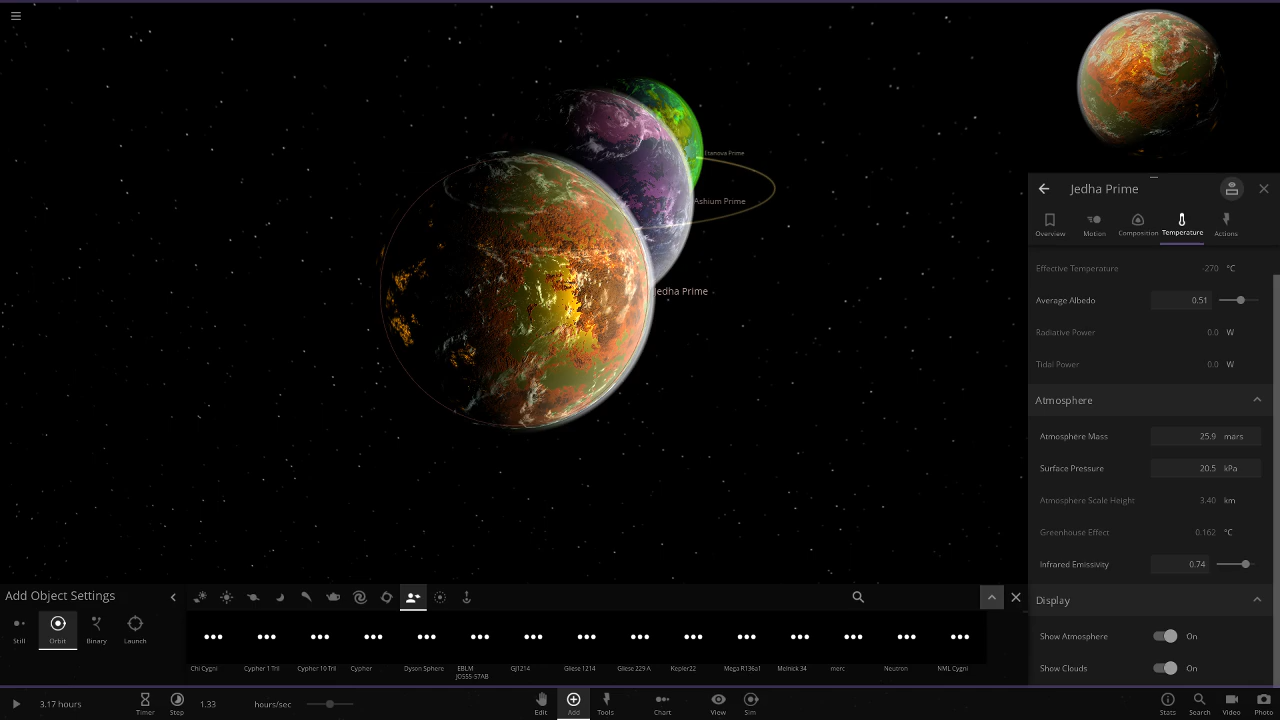 Etanova Prime
Ashium Prime
Jedha Prime
Jedha Prime
Overview
Motion
Composition
Temperature
Actions
Effective Temperature -270 °C
Average Albedo 0.51
Radiative Power 0.0 W
Tidal Power 0.0 W
Atmosphere
Atmosphere Mass 25.9 mars
Surface Pressure 20.5 kPa
Atmosphere Scale Height 3.40 km
Greenhouse Effect 0.162 °C
Infrared Emissivity 0.74
Display
Show Atmosphere On
Show Clouds On
Add Object Settings
Still
Orbit
Binary
Launch
Chi Cygni
Cypher 1 Tril
Cypher 10 Tril
Cypher
Dyson Sphere
EBLM
J0555-57AB
GJ1214
Gliese 1214
Gliese 229 A
Kepler22
Mega R136a1
Melnick 34
merc
Neutron
NML Cygni
3.17 hours
Timer
Step
1.33 hours/sec
Edit
Add
Tools
Chart
View
Sim
Stats
Search
Video
Photo